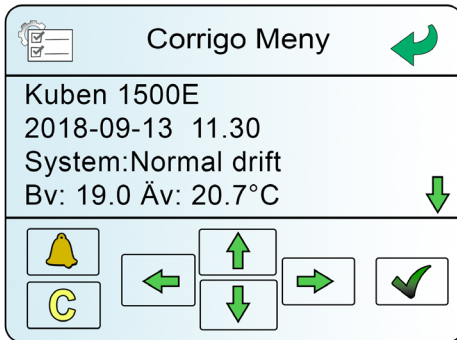 Corrigo Meny
Kuben 1500E
2018-09-13  11.30
System:Normal drift
Bv: 19.0 Äv: 20.7°C
C